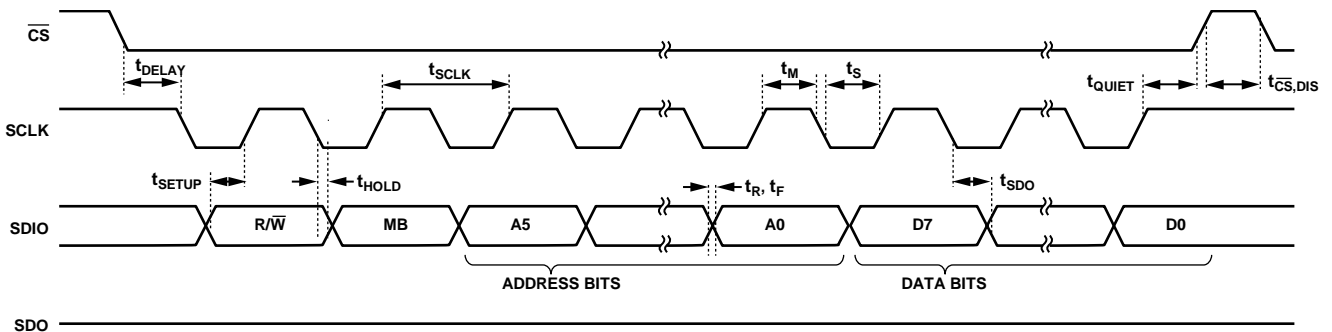 CS
tDELAY
tSCLK
tM
tS
tQUIET
tCS,DIS
SCLK
tSETUP
tHOLD
tR, tF
tSDO
SDIO
R/W
MB
A5
A0
D7
D0
ADDRESS BITS
DATA BITS
SDO